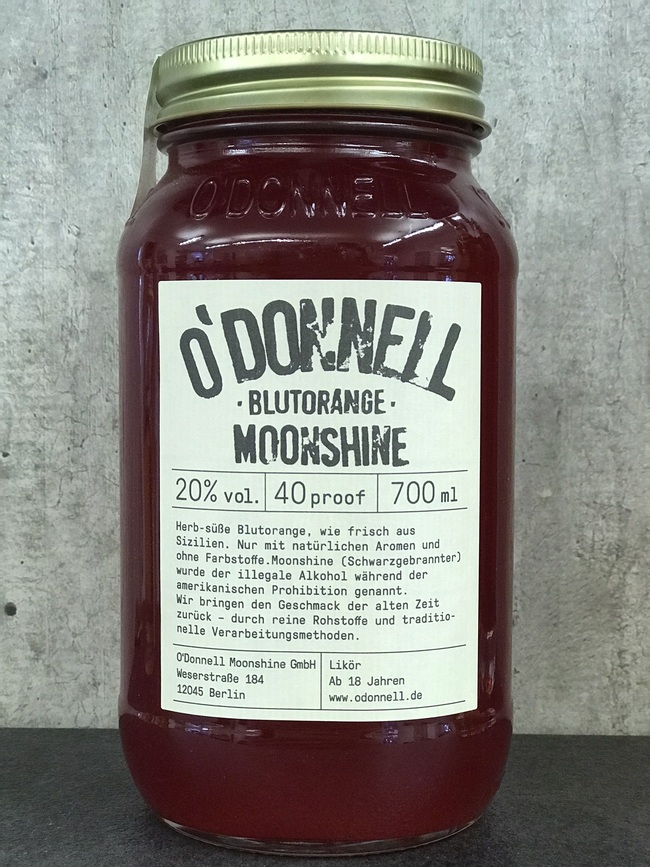 O'DONNELL
O'DONNELL
·BLUTORANGE·
MOONSHINE
20% vol. 40 proof 700 ml
Herb-süße Blutorange, wie frisch aus
Sizilien. Nur mit natürlichen Aromen und
ohne Farbstoffe.Moonshine (Schwarzgebrannter)
wurde der illegale Alkohol während der
amerikanischen Prohibition genannt.
Wir bringen den Geschmack der alten Zeit
zurück – durch reine Rohstoffe und traditio-
nelle Verarbeitungsmethoden.
O'Donnell Moonshine GmbH
Weserstraße 184
12045 Berlin
Likör
Ab 18 Jahren
www.odonnell.de